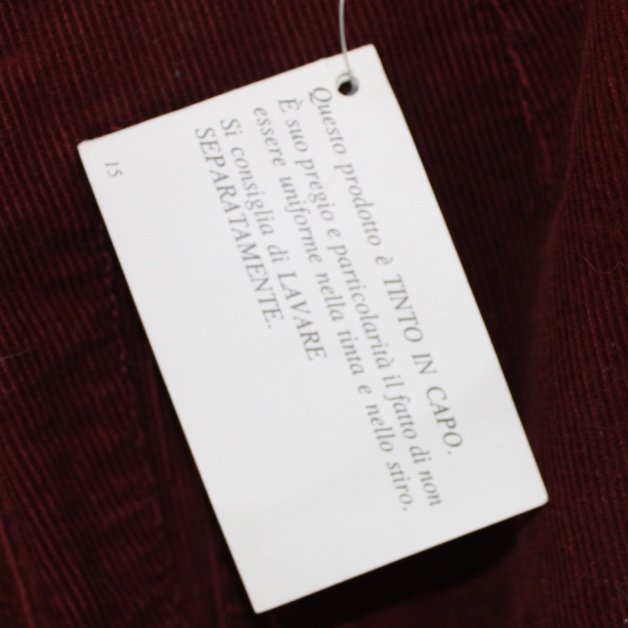 Questo prodotto è TINTO IN CAPO.
È suo pregio e particolarità il fatto di non
essere uniforme nella tinta e nello stiro.
Si consiglia di LAVARE
SEPARATAMENTE.
15